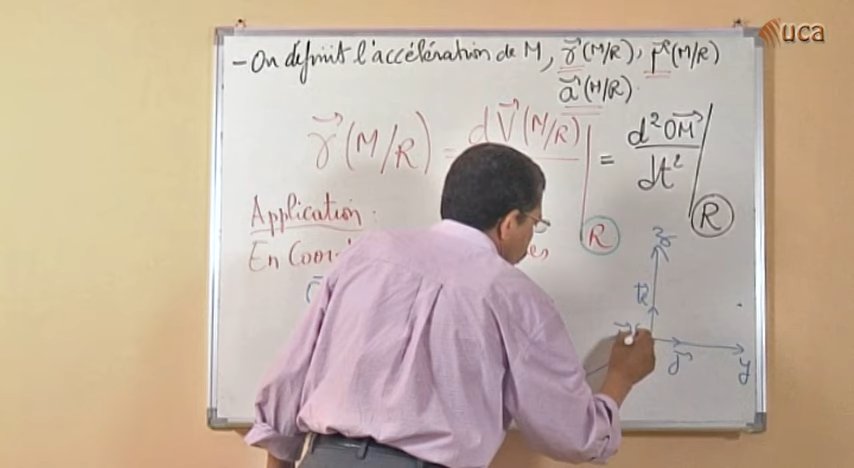 uca
- On définit l'accélération de M, γ⃗(M/R), Γ⃗(M/R)
a⃗(M/R).
γ⃗(M/R) = dV⃗(M/R) | R = d²OM⃗/dt² | R
Application:
En Coor
z
k⃗
j⃗
y